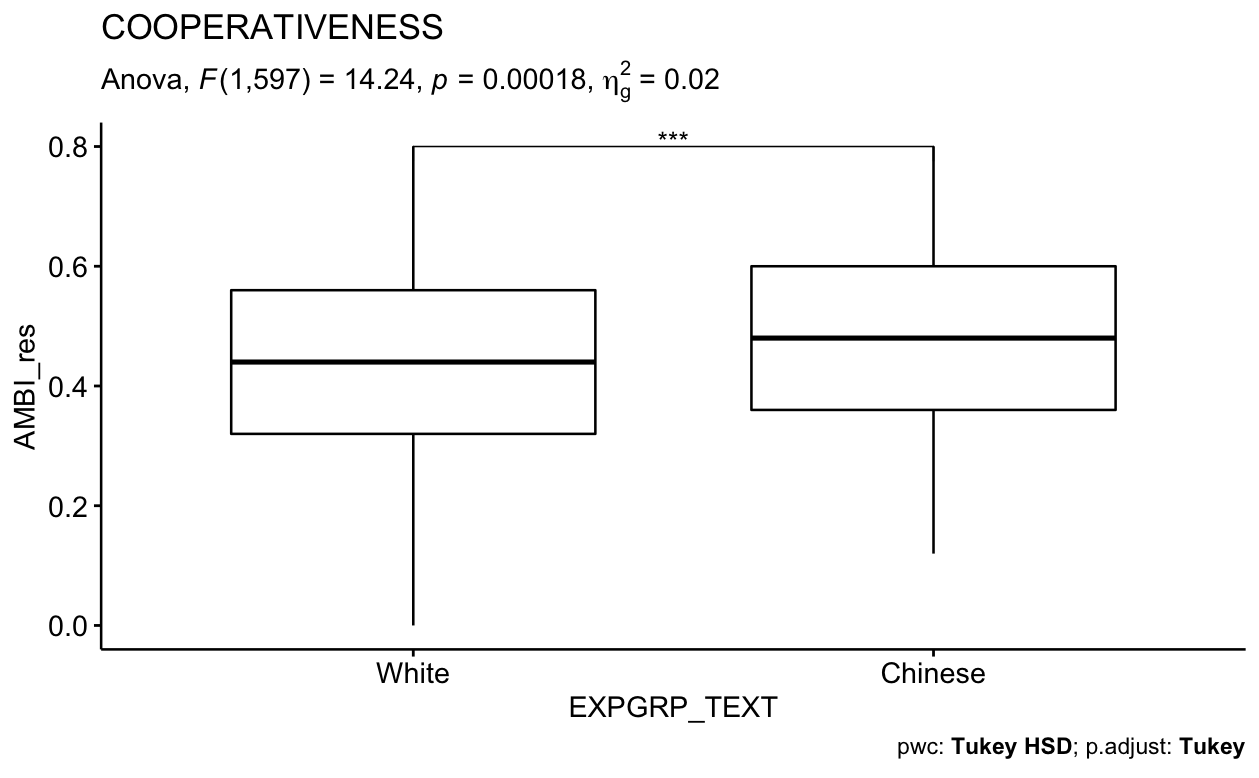 COOPERATIVENESS
Anova, F(1,597) = 14.24, p = 0.00018, η²g = 0.02
***
0.8
0.6
0.4
0.2
0.0
AMBI_res
White Chinese
EXPGRP_TEXT
pwc: Tukey HSD; p.adjust: Tukey